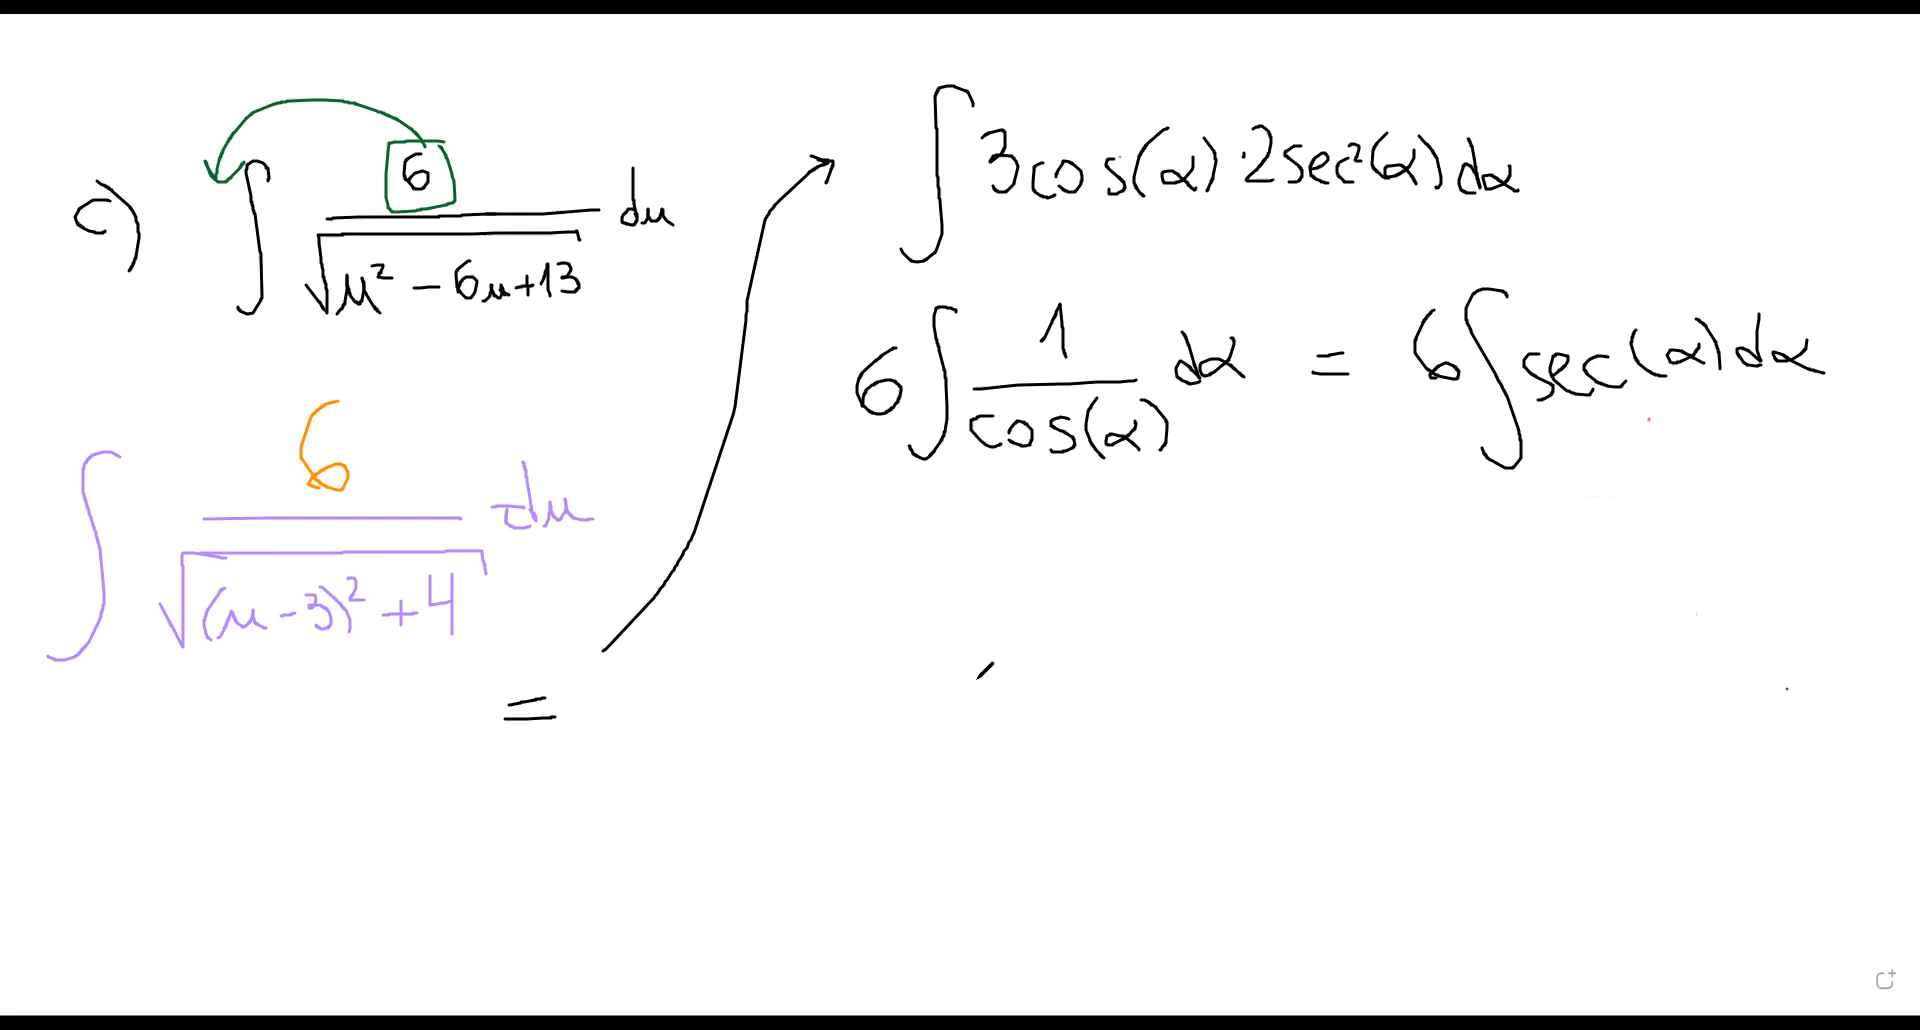 c) ∫ 6/√(u² - 6u+13) du
∫ 6/√((u-3)² + 4) du
=
∫ 3cos(α)·2sec²(α)dα
6∫ 1/cos(α) dα = 6∫sec(α)dα